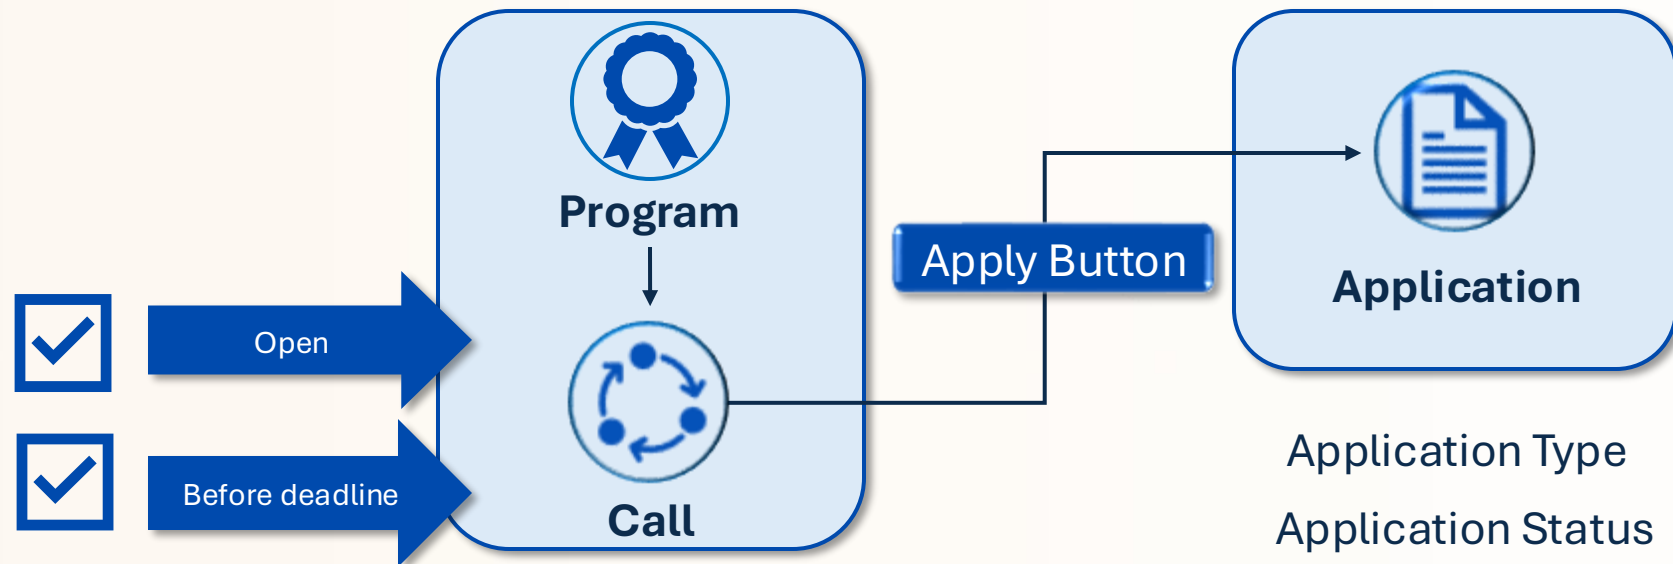 Program
Apply Button
Application
Open
Before deadline
Call
Application Type
Application Status